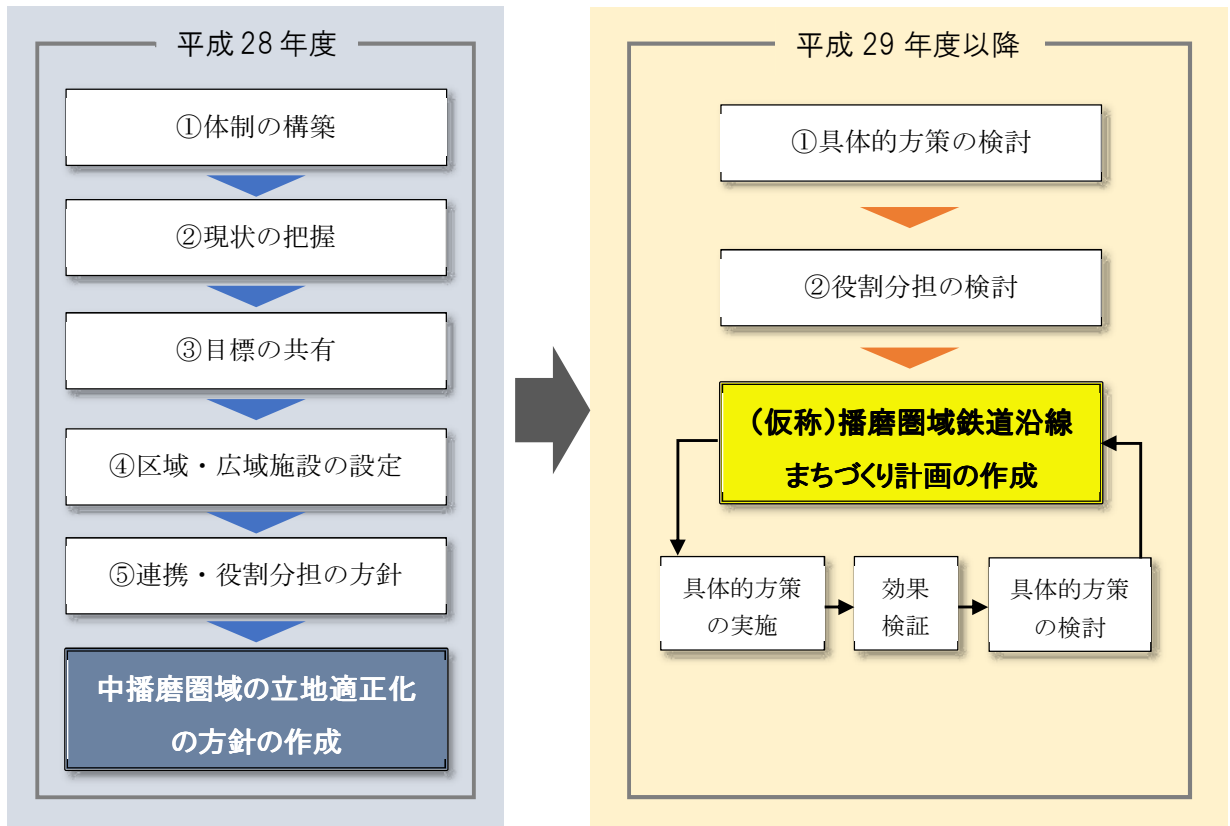 平成 28 年度
①体制の構築
②現状の把握
③目標の共有
④区域・広域施設の設定
⑤連携・役割分担の方針
中播磨圏域の立地適正化
の方針の作成
平成 29 年度以降
①具体的方策の検討
②役割分担の検討
（仮称）播磨圏域鉄道沿線
まちづくり計画の作成
具体的方策
の実施
効果
検証
具体的方策
の検討